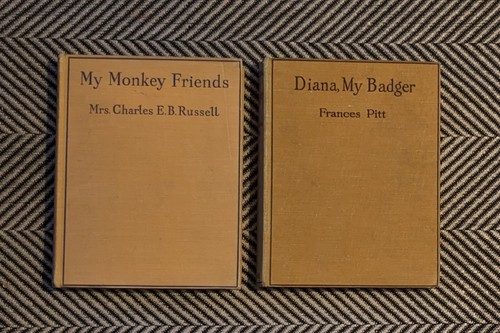 My Monkey Friends
Mrs. Charles E.B. Russell
Diana, My Badger
Frances Pitt